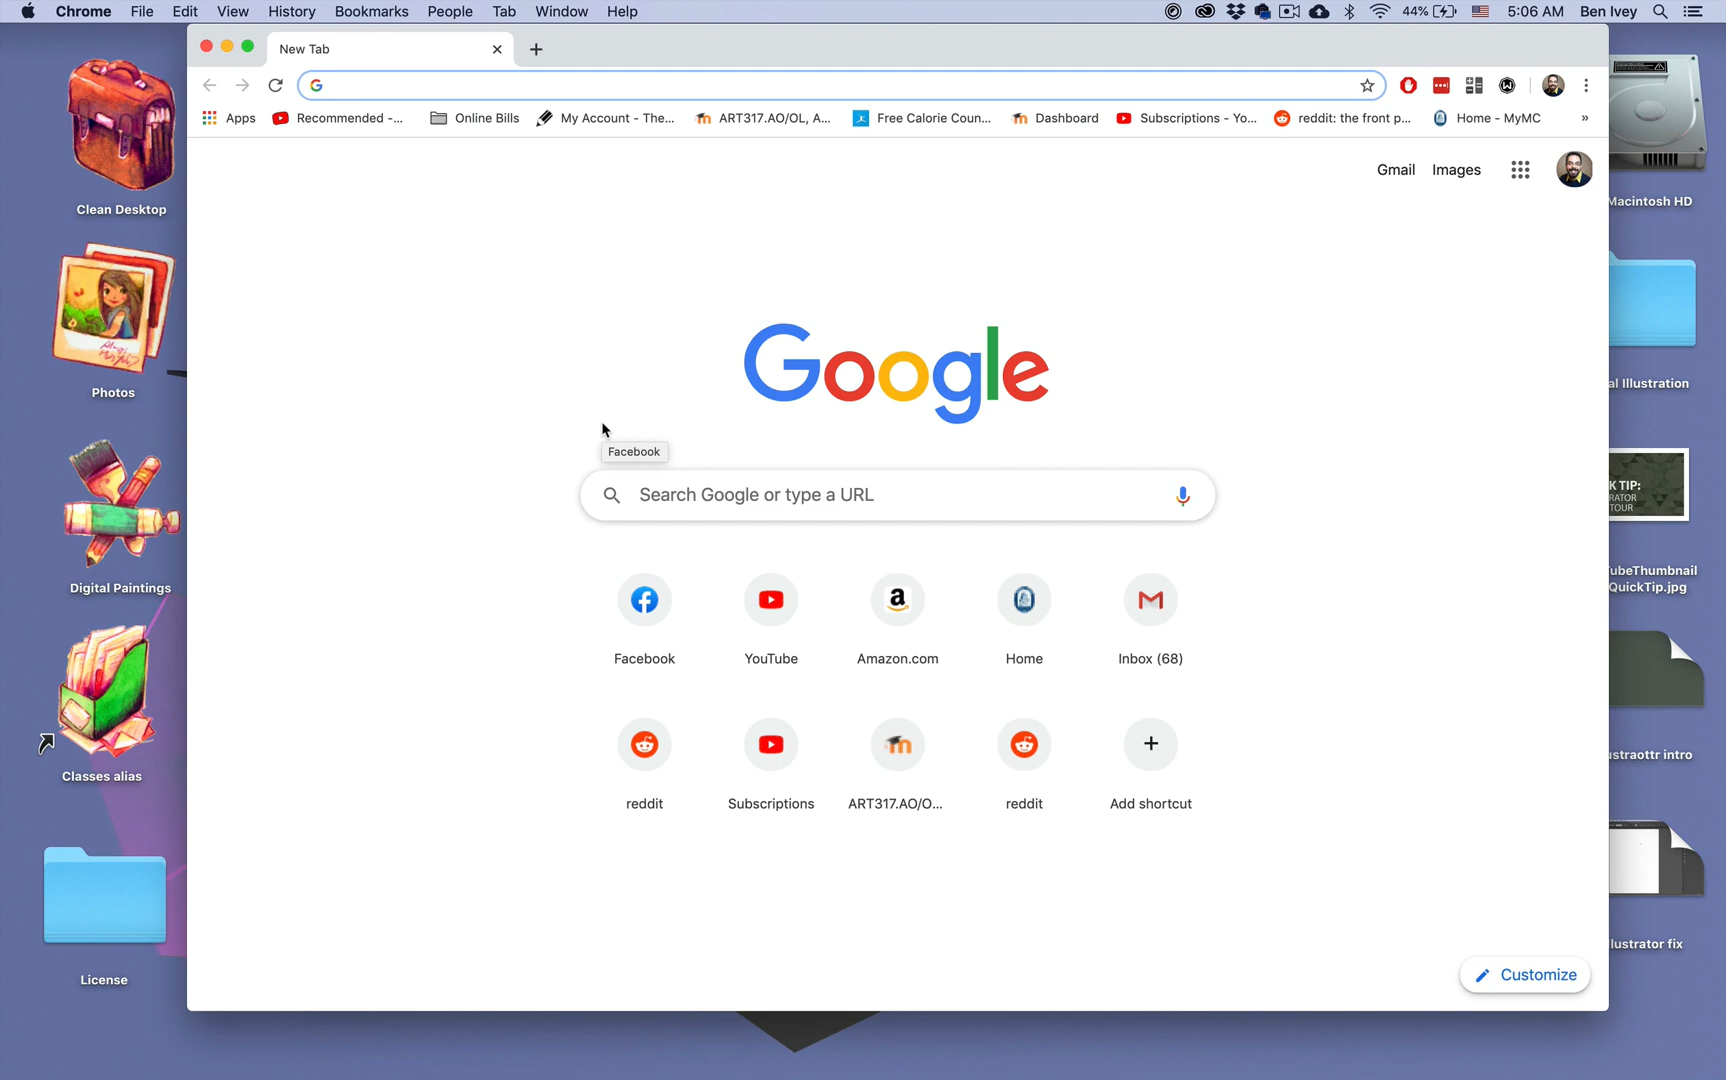 Chrome File Edit View History Bookmarks People Tab Window Help 44% 5:06 AM Ben Ivey
New Tab
Apps Recommended -... Online Bills My Account - The... ART317.AO/OL, A... Free Calorie Coun... Dashboard Subscriptions - Yo... reddit: the front p... Home - MyMC »
Gmail Images
Google
Facebook
Search Google or type a URL
Facebook YouTube Amazon.com Home Inbox (68)
reddit Subscriptions ART317.AO/O... reddit Add shortcut
Customize
Clean Desktop
Photos
Digital Paintings
Classes alias
License
Macintosh HD
al Illustration
K TIP:
RATOR
TOUR
ubeThumbnail
QuickTip.jpg
ustraottr intro
llustrator fix